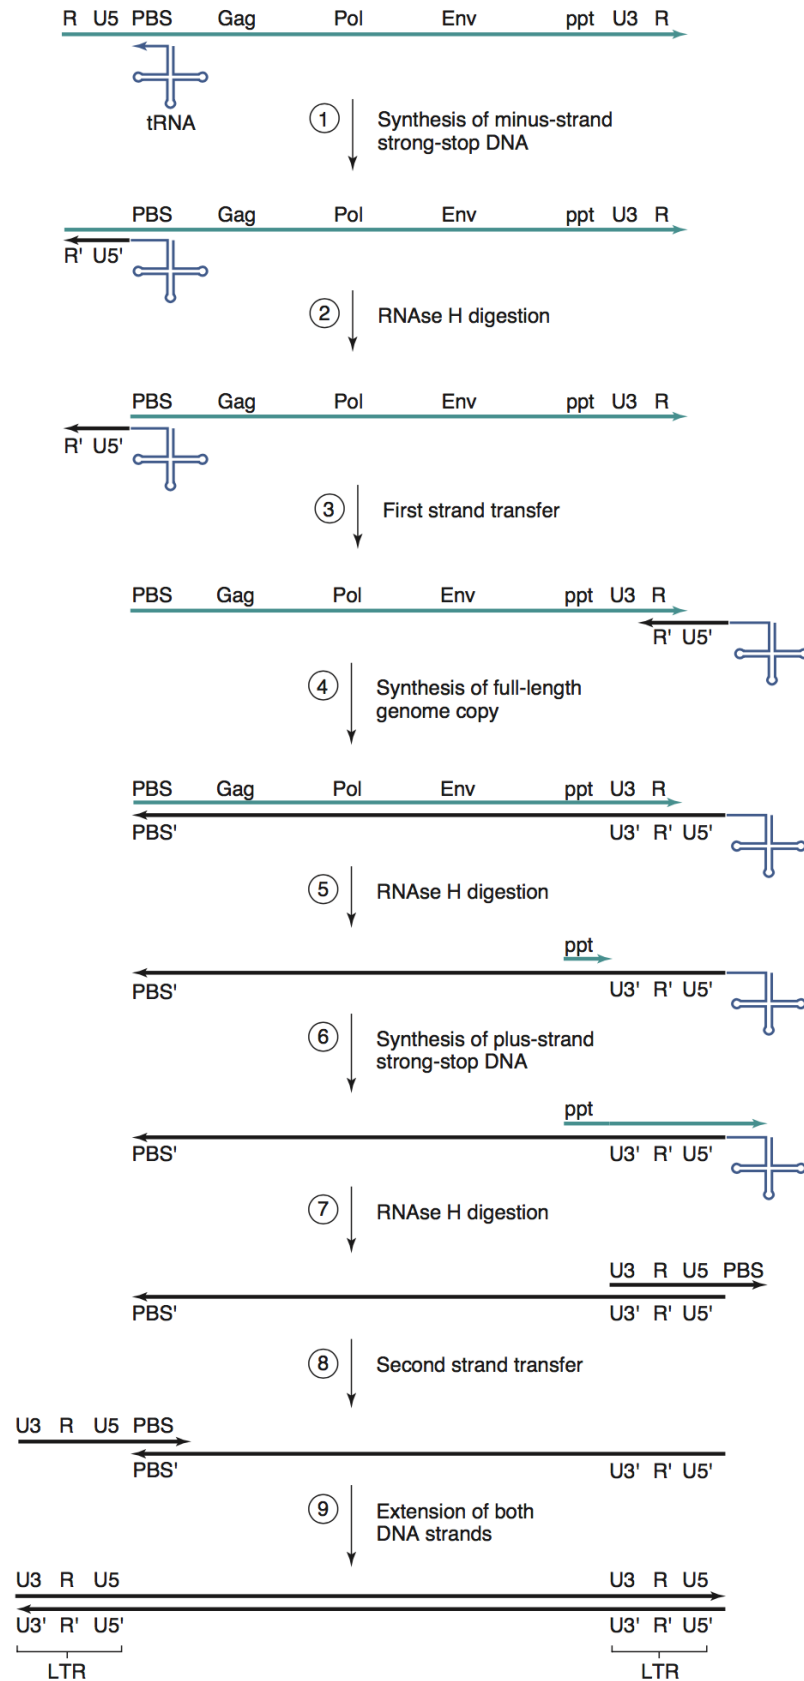 R U5 PBS Gag Pol Env ppt U3 R
tRNA
1 Synthesis of minus-strand
strong-stop DNA
PBS Gag Pol Env ppt U3 R
R' U5'
2 RNAse H digestion
PBS Gag Pol Env ppt U3 R
R' U5'
3 First strand transfer
PBS Gag Pol Env ppt U3 R
R' U5'
4 Synthesis of full-length
genome copy
PBS Gag Pol Env ppt U3 R
PBS' U3' R' U5'
5 RNAse H digestion
ppt
PBS' U3' R' U5'
6 Synthesis of plus-strand
strong-stop DNA
ppt
PBS' U3' R' U5'
7 RNAse H digestion
U3 R U5 PBS
PBS' U3' R' U5'
8 Second strand transfer
U3 R U5 PBS
PBS' U3' R' U5'
9 Extension of both
DNA strands
U3 R U5 U3 R U5
U3' R' U5' U3' R' U5'
LTR LTR